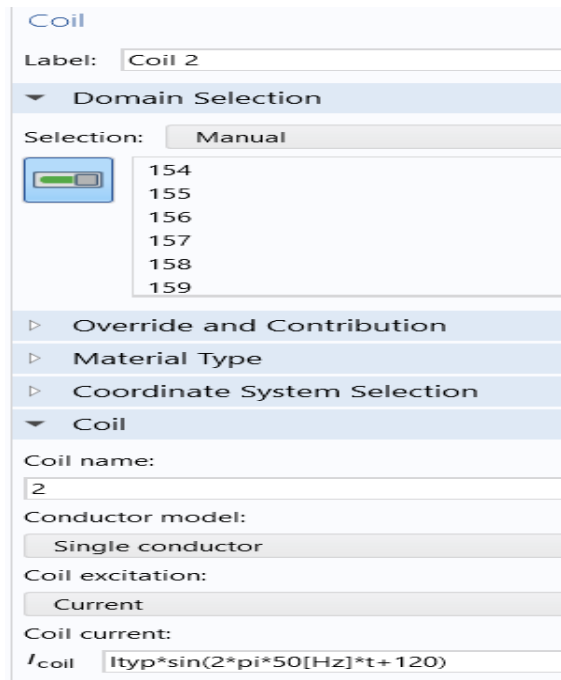 Coil
Label: Coil 2
Domain Selection
Selection: Manual
154
155
156
157
158
159
Override and Contribution
Material Type
Coordinate System Selection
Coil
Coil name:
2
Conductor model:
Single conductor
Coil excitation:
Current
Coil current:
Icoil Ityp*sin(2*pi*50[Hz]*t+120)